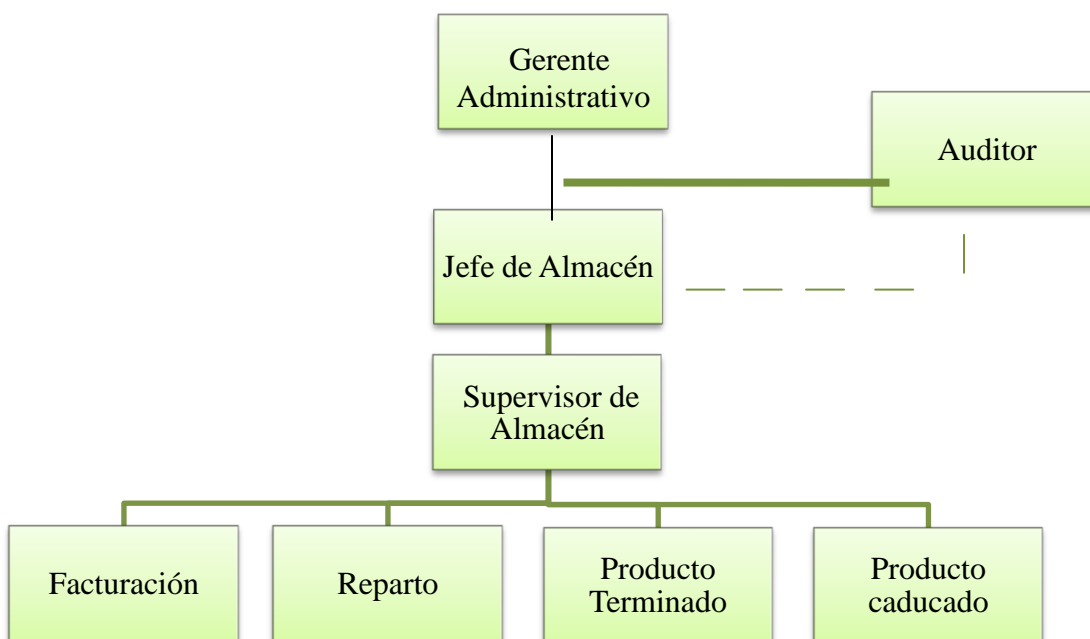 Gerente
Administrativo
Auditor
Jefe de Almacén
Supervisor de
Almacén
Facturación
Reparto
Producto
Terminado
Producto
caducado